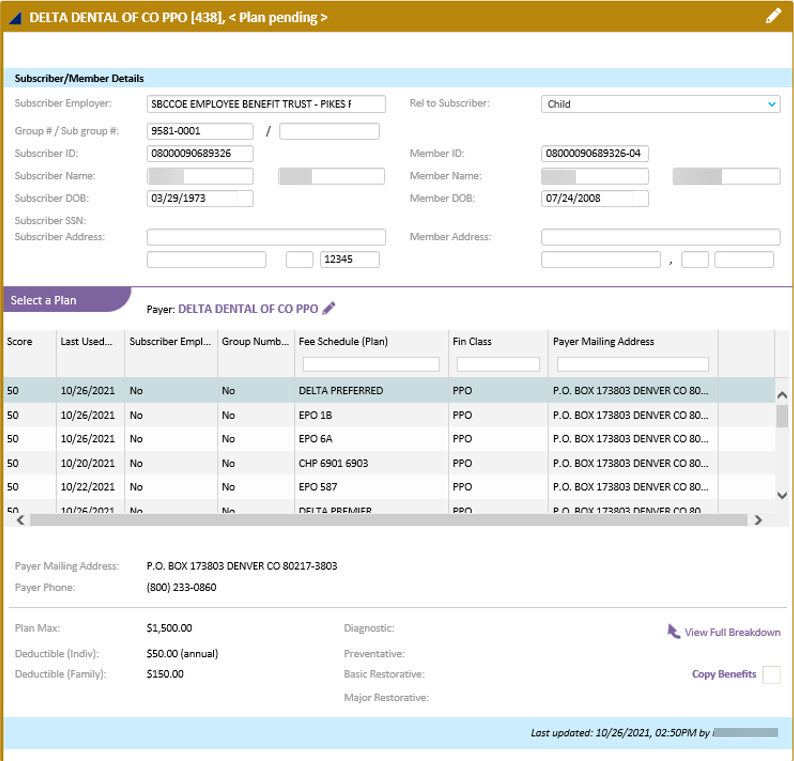 DELTA DENTAL OF CO PPO [438], < Plan pending >
Subscriber/Member Details
Subscriber Employer: SBCCOE EMPLOYEE BENEFIT TRUST - PIKES Rel to Subscriber: Child
Group # / Sub group #: 9581-0001 /
Subscriber ID: 08000090689326 Member ID: 08000090689326-04
Subscriber Name: Member Name:
Subscriber DOB: 03/29/1973 Member DOB: 07/24/2008
Subscriber SSN:
Subscriber Address: Member Address:
12345 ,
Select a Plan
Payer: DELTA DENTAL OF CO PPO
Score Last Used... Subscriber Empl... Group Numb... Fee Schedule (Plan) Fin Class Payer Mailing Address
50 10/26/2021 No No DELTA PREFERRED PPO P.O. BOX 173803 DENVER CO 80...
50 10/26/2021 No No EPO 1B PPO P.O. BOX 173803 DENVER CO 80...
50 10/26/2021 No No EPO 6A PPO P.O. BOX 173803 DENVER CO 80...
50 10/20/2021 No No CHP 6901 6903 PPO P.O. BOX 173803 DENVER CO 80...
50 10/22/2021 No No EPO 587 PPO P.O. BOX 173803 DENVER CO 80...
50 10/26/2021 No No DELTA PREMIER PPO P.O. BOX 173803 DENVER CO 80...
Payer Mailing Address: P.O. BOX 173803 DENVER CO 80217-3803
Payer Phone: (800) 233-0860
Plan Max: $1,500.00 Diagnostic: View Full Breakdown
Deductible (Indiv): $50.00 (annual) Preventative:
Deductible (Family): $150.00 Basic Restorative: Copy Benefits
Major Restorative:
Last updated: 10/26/2021, 02:50PM by